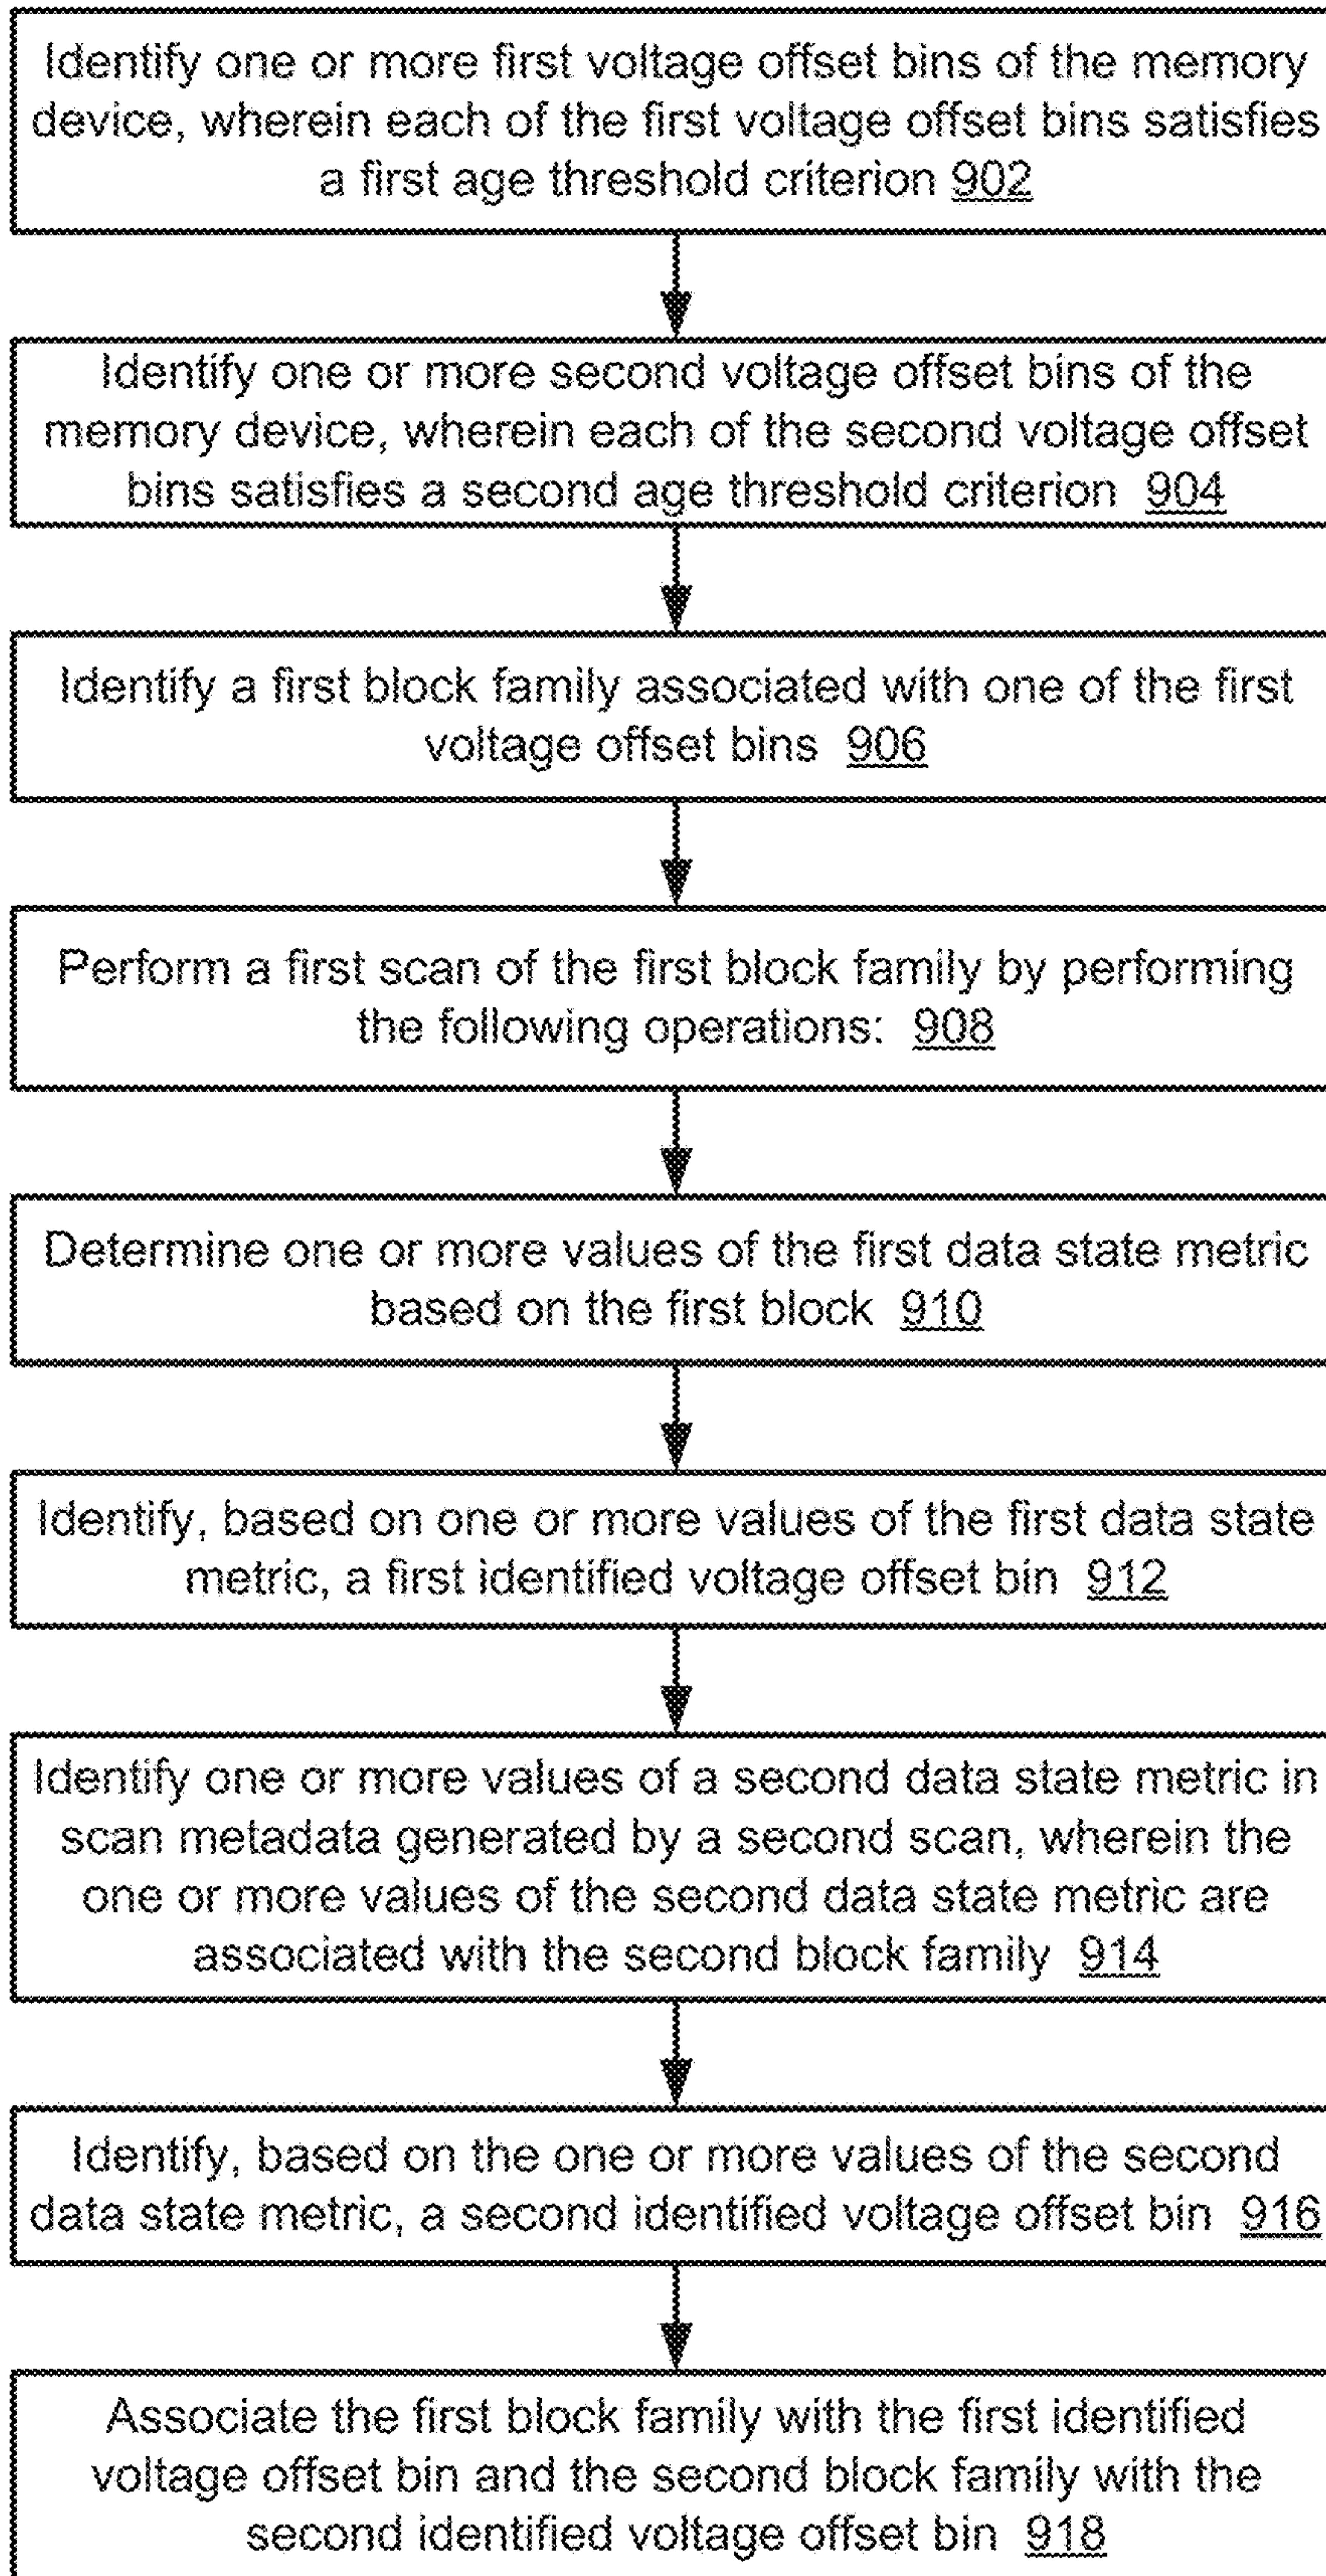 Identify one or more first voltage offset bins of the memory
device, wherein each of the first voltage offset bins satisfies
a first age threshold criterion 902
Identify one or more second voltage offset bins of the
memory device, wherein each of the second voltage offset
bins satisfies a second age threshold criterion 904
Identify a first block family associated with one of the first
voltage offset bins 906
Perform a first scan of the first block family by performing
the following operations: 908
Determine one or more values of the first data state metric
based on the first block 910
Identify, based on one or more values of the first data state
metric, a first identified voltage offset bin 912
Identify one or more values of a second data state metric in
scan metadata generated by a second scan, wherein the
one or more values of the second data state metric are
associated with the second block family 914
Identify, based on the one or more values of the second
data state metric, a second identified voltage offset bin 916
Associate the first block family with the first identified
voltage offset bin and the second block family with the
second identified voltage offset bin 918